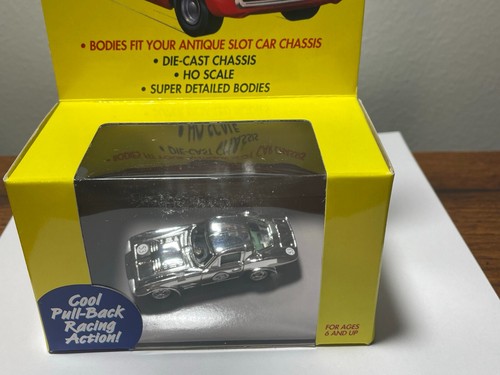 • BODIES FIT YOUR ANTIQUE SLOT CAR CHASSIS
• DIE-CAST CHASSIS
• HO SCALE
• SUPER DETAILED BODIES
Cool
Pull-Back
Racing
Action!
FOR AGES
6 AND UP